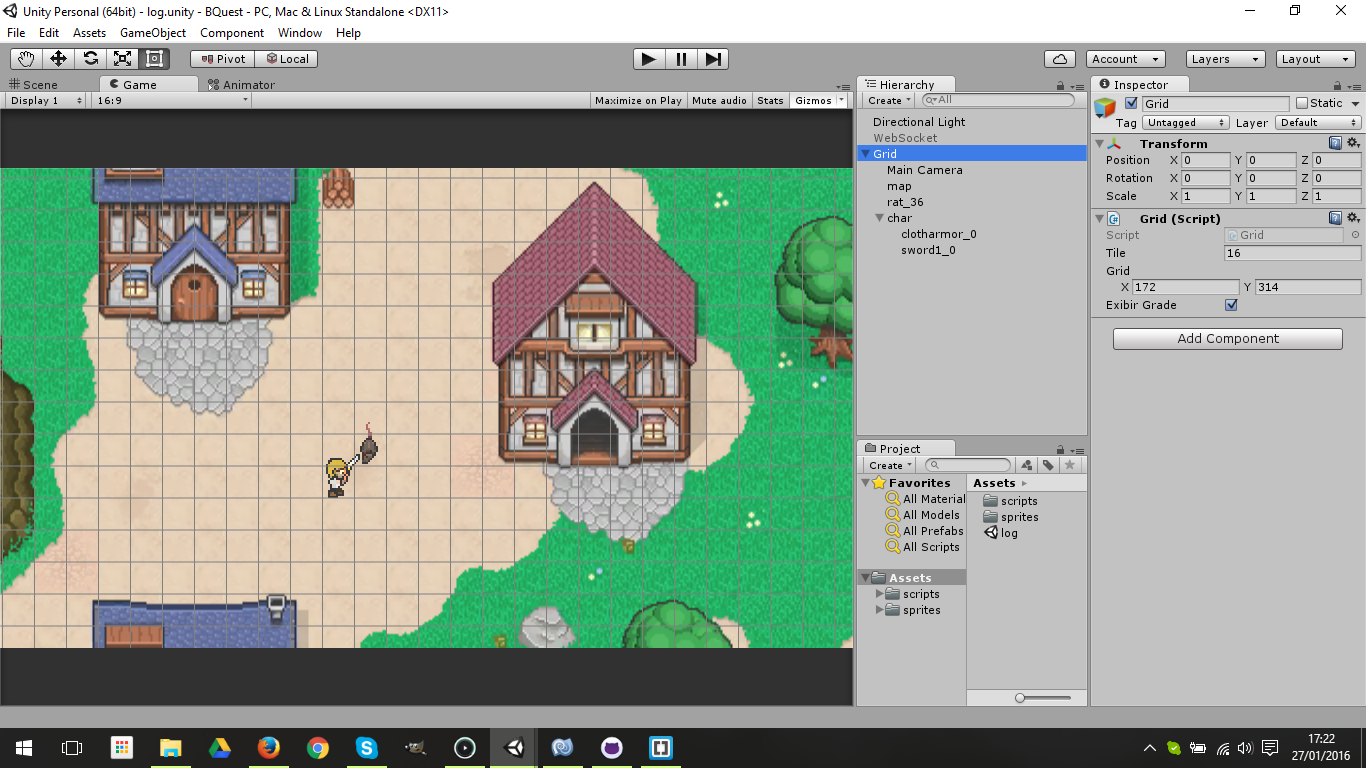 Unity Personal (64bit) - log.unity - BQuest - PC, Mac & Linux Standalone <DX11>
File Edit Assets GameObject Component Window Help
Pivot Local Account Layers Layout
Scene Game Animator
Display 1 16:9 Maximize on Play Mute audio Stats Gizmos
Hierarchy
Create All
Directional Light
WebSocket
Grid
Main Camera
map
rat_36
char
clotharmor_0
sword1_0
Project
Create
Favorites
All Material
All Models
All Prefabs
All Scripts
Assets
scripts
sprites
Assets
scripts
sprites
log
Inspector
Grid Static
Tag Untagged Layer Default
Transform
Position X 0 Y 0 Z 0
Rotation X 0 Y 0 Z 0
Scale X 1 Y 1 Z 1
Grid (Script)
Script Grid
Tile 16
Grid
X 172 Y 314
Exibir Grade
Add Component
17:22
27/01/2016